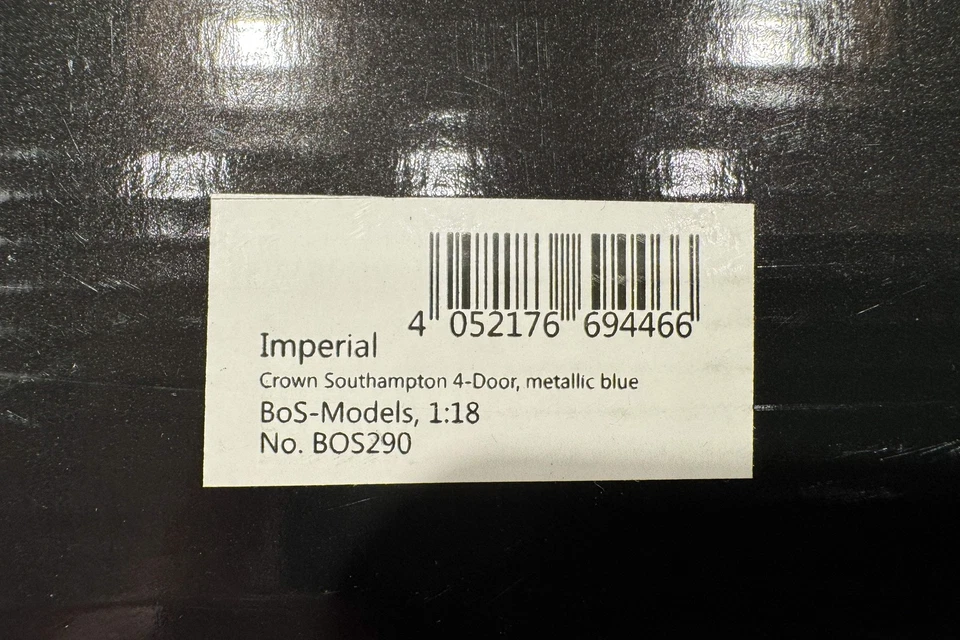 4 052176 694466
Imperial
Crown Southampton 4-Door, metallic blue
BoS-Models, 1:18
No. BOS290